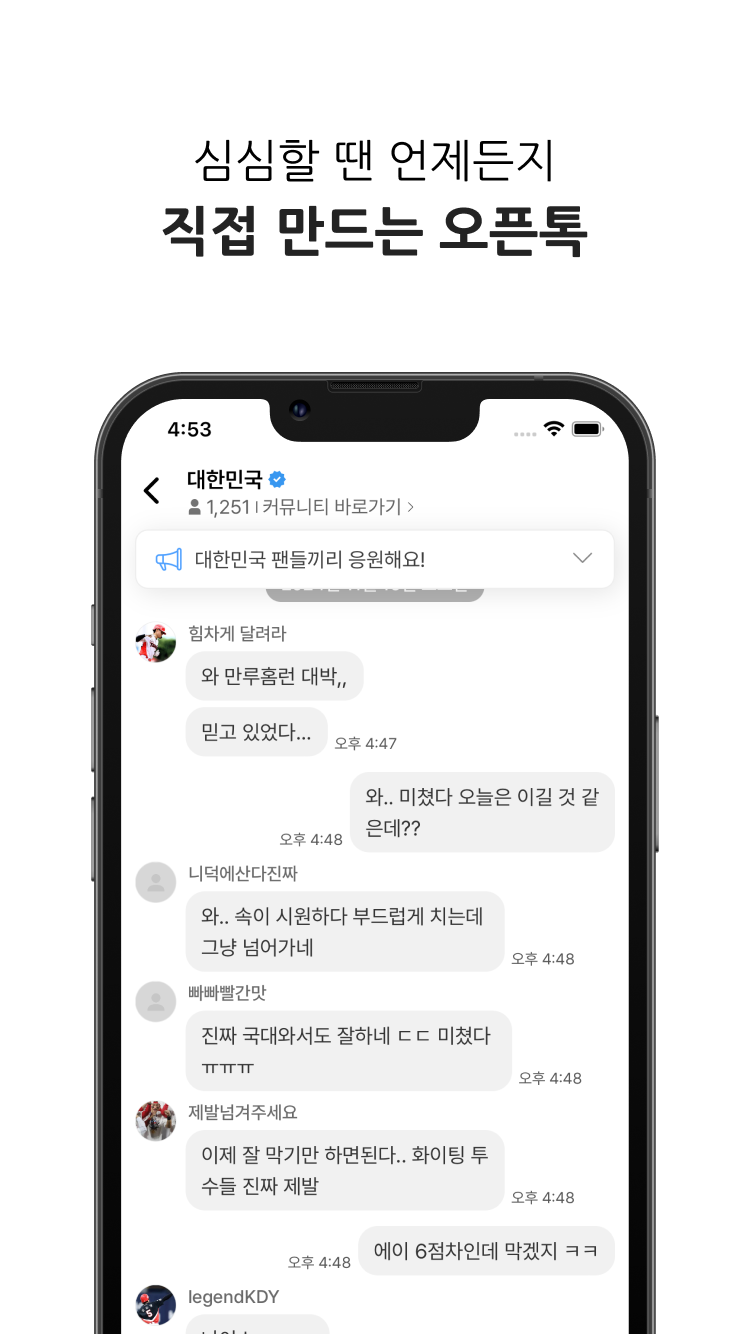 심심할 땐 언제든지
직접 만드는 오픈톡
4:53
대한민국
1,251 | 커뮤니티 바로가기 >
대한민국 팬들끼리 응원해요!
힘차게 달려라
와 만루홈런 대박,,
믿고 있었다...
오후 4:47
와.. 미쳤다 오늘은 이길 것 같
은데??
오후 4:48
니덕에산다진짜
와.. 속이 시원하다 부드럽게 치는데
그냥 넘어가네
오후 4:48
빠빠빨간맛
진짜 국대와서도 잘하네 ㄷㄷ 미쳤다
ㅠㅠㅠ
오후 4:48
제발넘겨주세요
이제 잘 막기만 하면된다.. 화이팅 투
수들 진짜 제발
오후 4:48
에이 6점차인데 막겠지 ㅋㅋ
오후 4:48
legendKDY